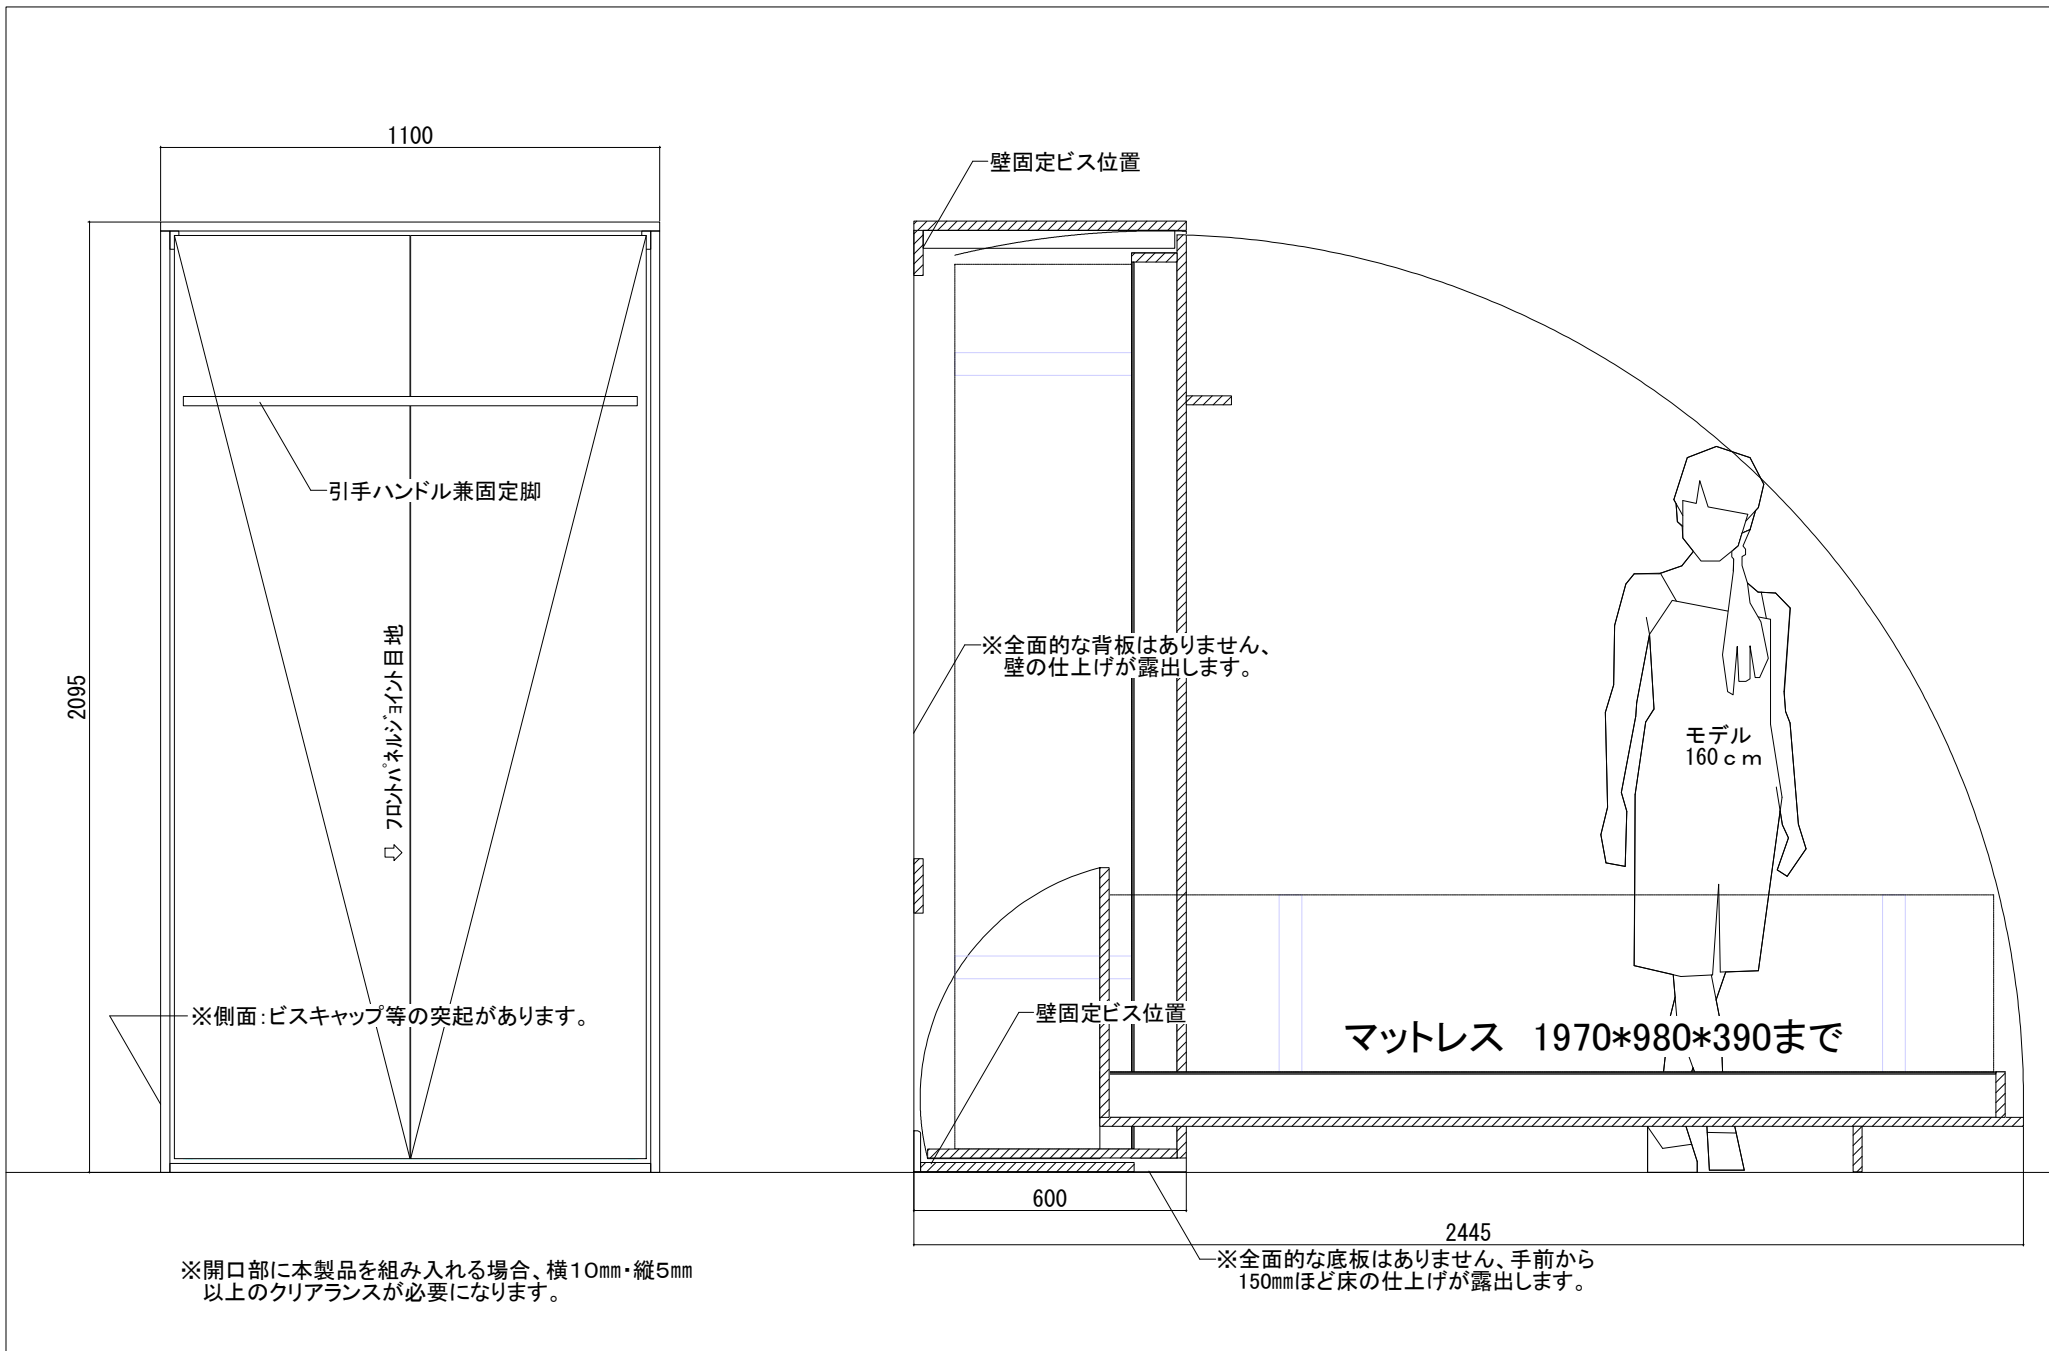 1100
壁固定ビス位置
引手ハンドル兼固定脚
2095
⇨ フロントパネルジョイント目地
※全面的な背板はありません、
壁の仕上げが露出します。
モデル
160ｃｍ
※側面:ビスキャップ等の突起があります。
壁固定ビス位置
マットレス 1970*980*390まで
600
2445
※開口部に本製品を組み入れる場合、横10mm・縦5mm
以上のクリアランスが必要になります。
※全面的な底板はありません、手前から
150mmほど床の仕上げが露出します。